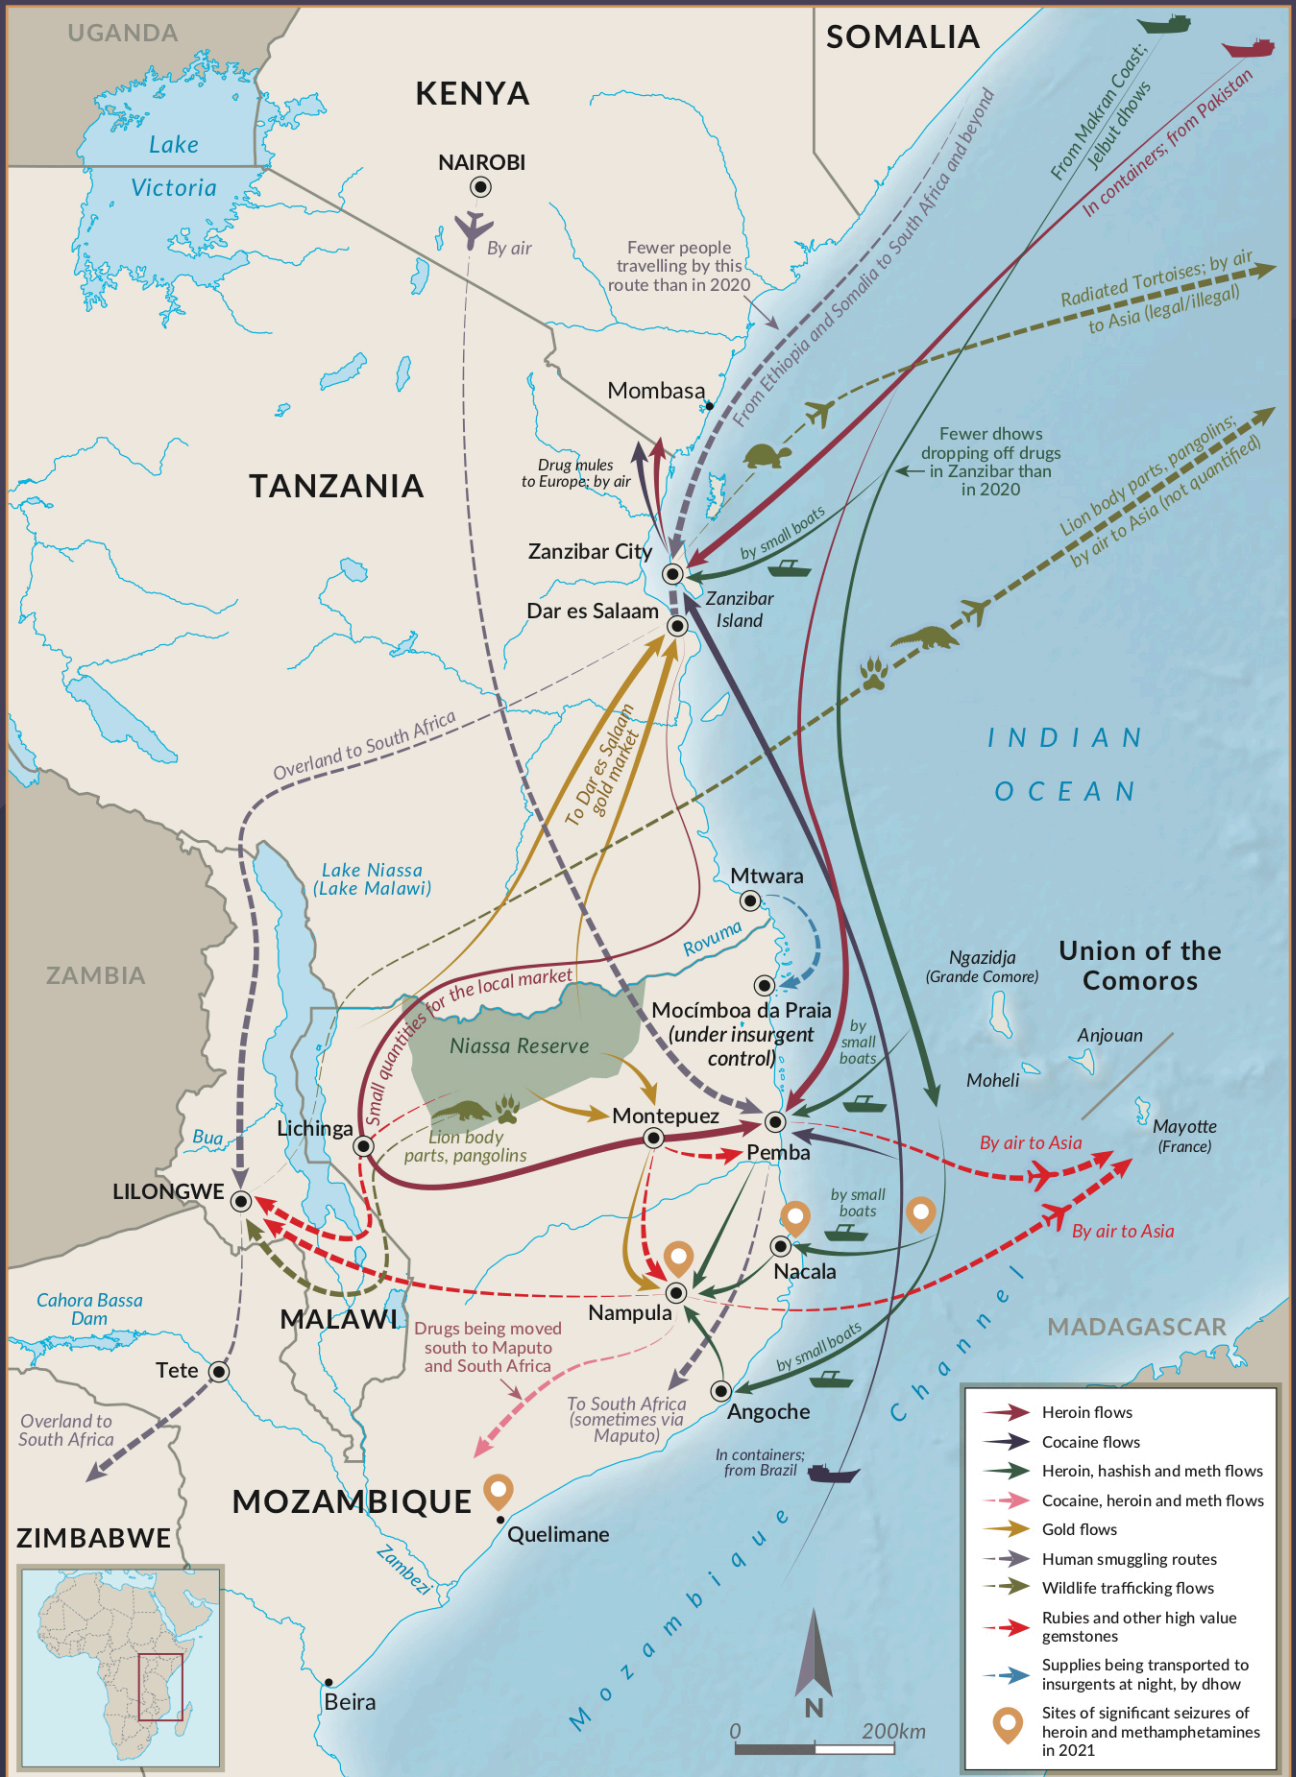 UGANDA
SOMALIA
KENYA
Lake
Victoria
NAIROBI
By air
From Makran Coast;
Jelbut dhows
In containers; from Pakistan
From Ethiopia and Somalia to South Africa and beyond
Fewer people
travelling by this
route than in 2020
Radiated Tortoises; by air
to Asia (legal/illegal)
Mombasa
Drug mules
to Europe; by air
Fewer dhows
dropping off drugs
in Zanzibar than
in 2020
Lion body parts, pangolins;
by air to Asia (not quantified)
TANZANIA
by small boats
Zanzibar City
Zanzibar
Island
Dar es Salaam
Overland to South Africa
To Dar es Salaam
gold market
INDIAN
OCEAN
Lake Niassa
(Lake Malawi)
Mtwara
Rovuma
ZAMBIA
Ngazidja
(Grande Comore)
Union of the
Comoros
Small quantities for the local market
Mocímboa da Praia
(under insurgent
control)
by
small
boats
Niassa Reserve
Anjouan
Moheli
Mayotte
(France)
Montepuez
Lichinga
Bua
Lion body
parts, pangolins
Pemba
By air to Asia
LILONGWE
by small
boats
By air to Asia
Nacala
Cahora Bassa
Dam
MALAWI
Nampula
Drugs being moved
south to Maputo
and South Africa
by small boats
MADAGASCAR
Tete
To South Africa
(sometimes via
Maputo)
Angoche
Overland to
South Africa
In containers;
from Brazil
Mozambique Channel
MOZAMBIQUE
Quelimane
ZIMBABWE
Zambezi
Beira
N
0 200km
Heroin flows
Cocaine flows
Heroin, hashish and meth flows
Cocaine, heroin and meth flows
Gold flows
Human smuggling routes
Wildlife trafficking flows
Rubies and other high value
gemstones
Supplies being transported to
insurgents at night, by dhow
Sites of significant seizures of
heroin and methamphetamines
in 2021